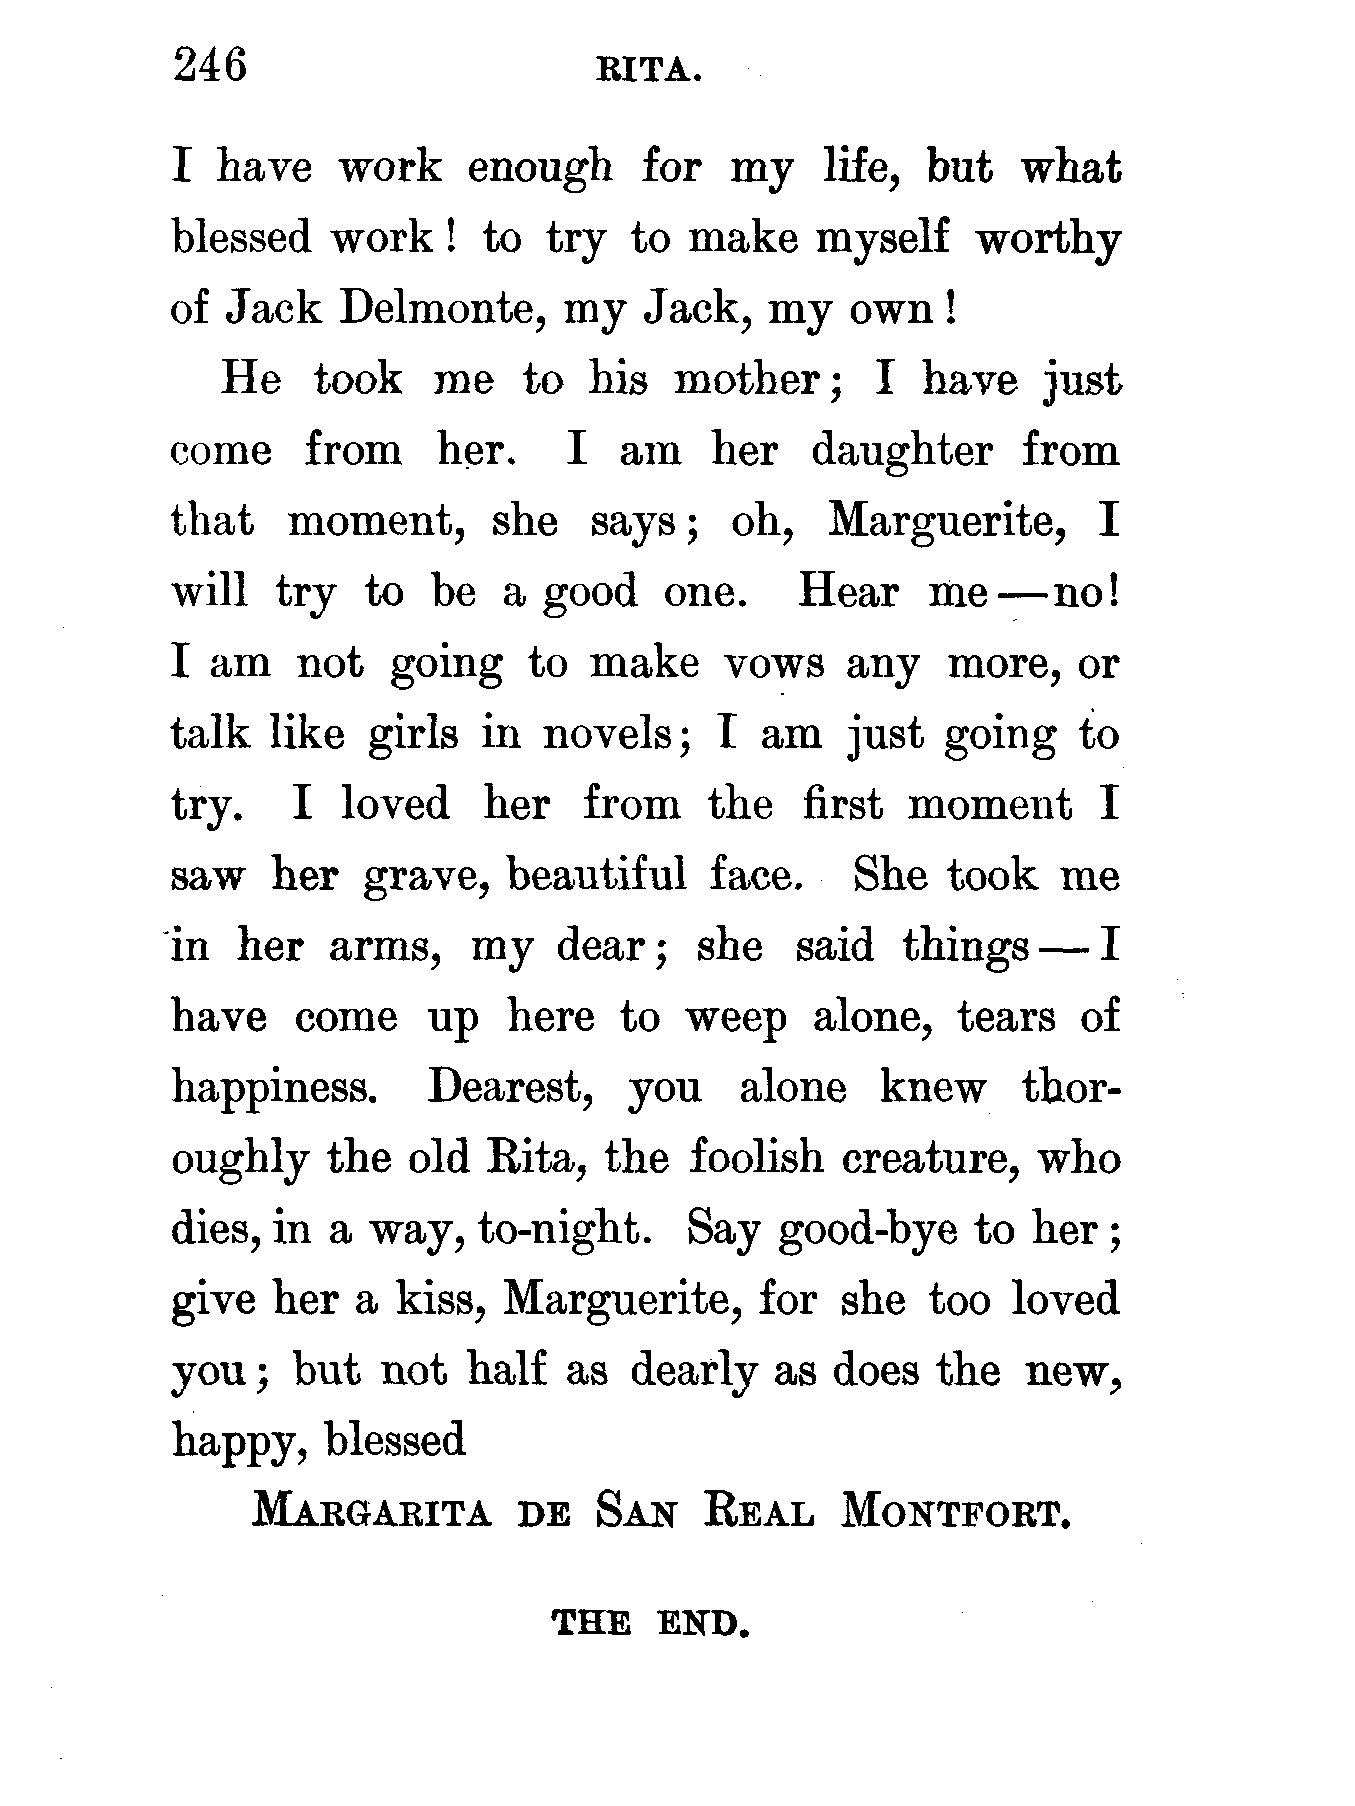 246 RITA.
I have work enough for my life, but what
blessed work! to try to make myself worthy
of Jack Delmonte, my Jack, my own!
He took me to his mother; I have just
come from her. I am her daughter from
that moment, she says; oh, Marguerite, I
will try to be a good one. Hear me—no!
I am not going to make vows any more, or
talk like girls in novels; I am just going to
try. I loved her from the first moment I
saw her grave, beautiful face. She took me
in her arms, my dear; she said things—I
have come up here to weep alone, tears of
happiness. Dearest, you alone knew thor-
oughly the old Rita, the foolish creature, who
dies, in a way, to-night. Say good-bye to her;
give her a kiss, Marguerite, for she too loved
you; but not half as dearly as does the new,
happy, blessed
MARGARITA DE SAN REAL MONTFORT.
THE END.